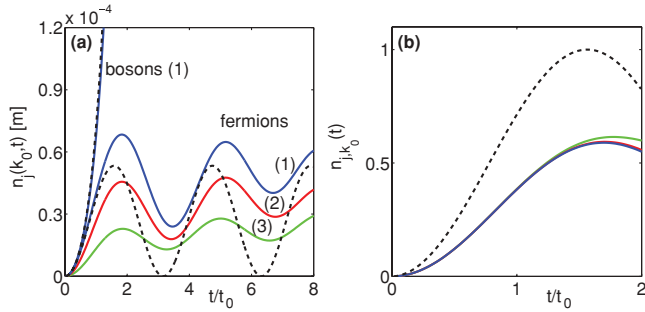 x 10⁻⁴
1.2
(a)
bosons (1)
0.9
fermions
n_j(k_0,t) [m]
0.6
(1)
(2)
0.3
(3)
0
0 2 4 6 8
t/t_0
(b)
1
n_{j,k_0}(t)
0.5
0
0 1 2
t/t_0